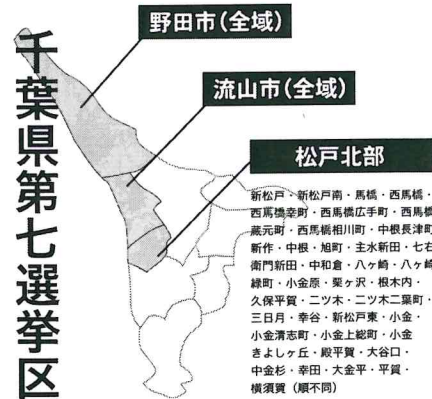 千葉県第七選挙区
野田市(全域)
流山市(全域)
松戸北部
新松戸・新松戸南・馬橋・西馬橋・
西馬橋幸町・西馬橋広手町・西馬橋
蔵元町・西馬橋相川町・中根長津町
新作・中根・旭町・主水新田・七右
衛門新田・中和倉・八ヶ崎・八ヶ崎
緑町・小金原・栗ヶ沢・根木内・
久保平賀・二ツ木・二ツ木二葉町・
三日月・幸谷・新松戸東・小金・
小金清志町・小金上総町・小金
きよしヶ丘・殿平賀・大谷口・
中金杉・幸田・大金平・平賀・
横須賀(順不同)